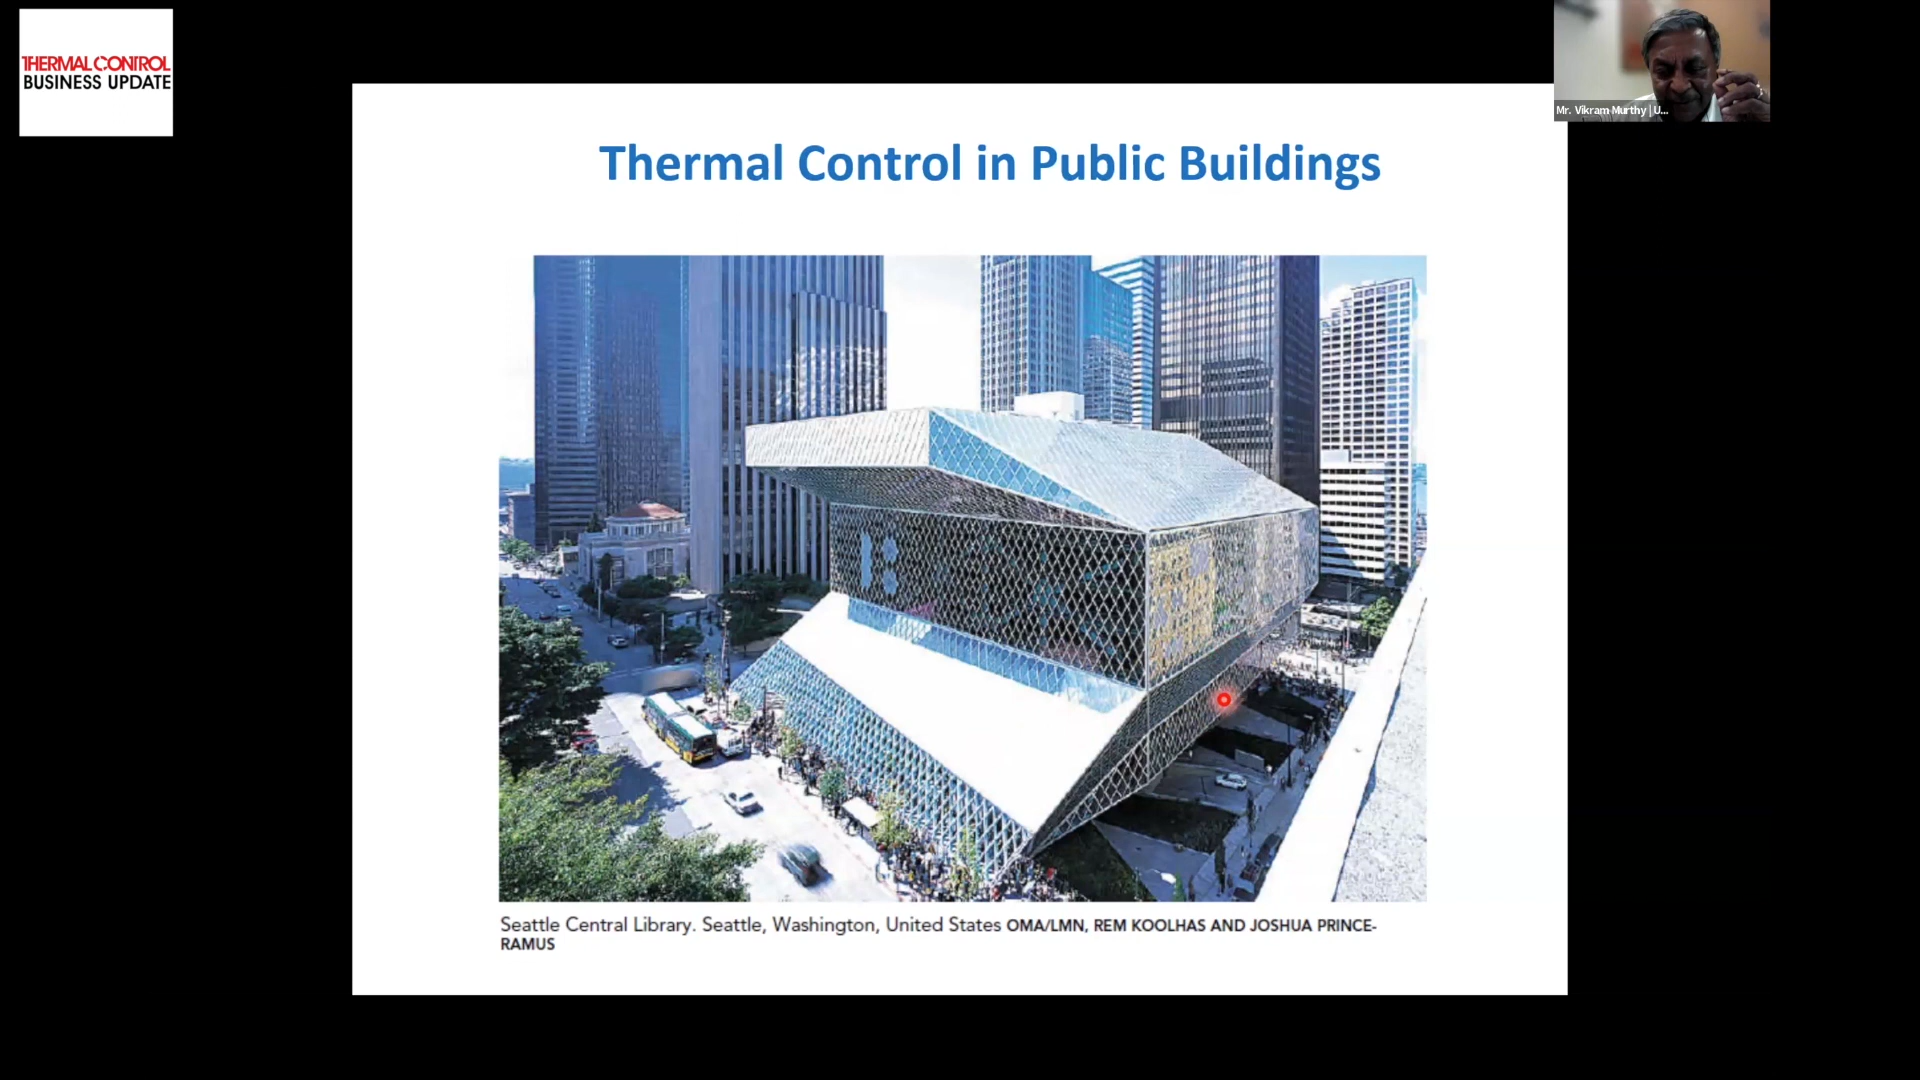 THERMAL CONTROL
BUSINESS UPDATE
Mr. Vikram Murthy | U...
Thermal Control in Public Buildings
Seattle Central Library. Seattle, Washington, United States OMA/LMN, REM KOOLHAS AND JOSHUA PRINCE-
RAMUS